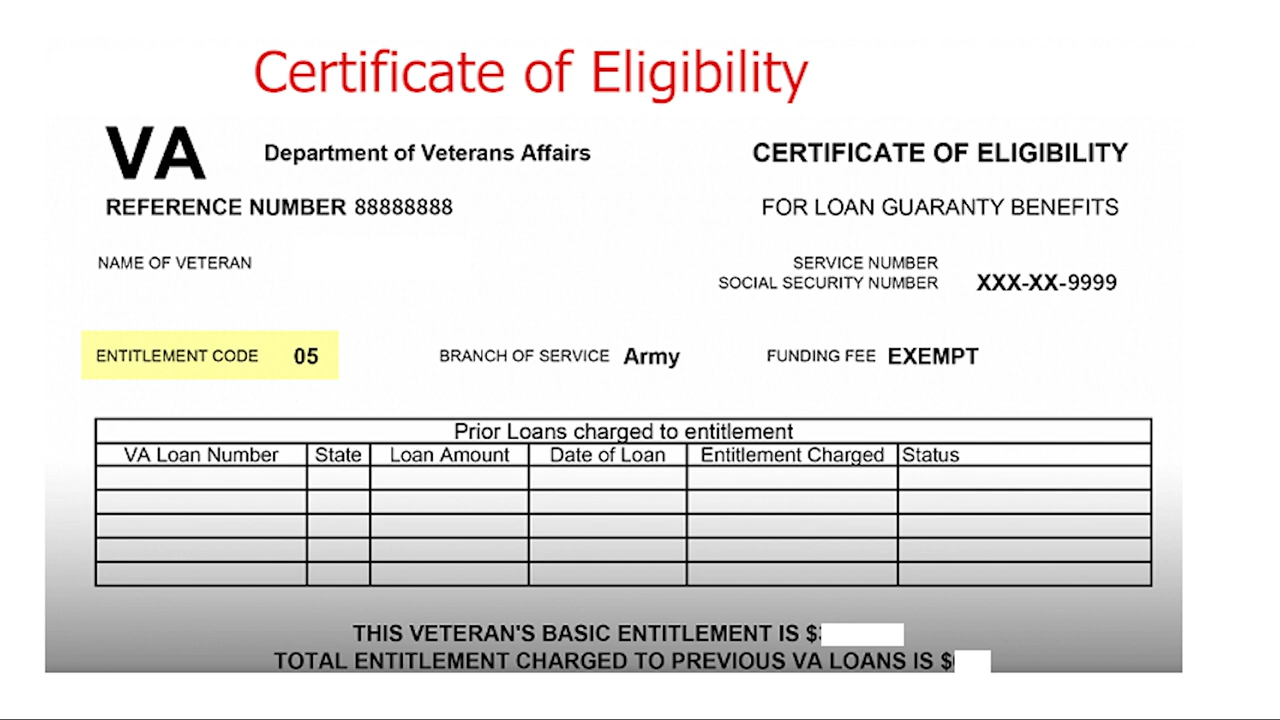 Certificate of Eligibility
VA Department of Veterans Affairs CERTIFICATE OF ELIGIBILITY
REFERENCE NUMBER 88888888 FOR LOAN GUARANTY BENEFITS
NAME OF VETERAN SERVICE NUMBER
SOCIAL SECURITY NUMBER XXX-XX-9999
ENTITLEMENT CODE 05 BRANCH OF SERVICE Army FUNDING FEE EXEMPT
Prior Loans charged to entitlement
VA Loan Number State Loan Amount Date of Loan Entitlement Charged Status
THIS VETERAN'S BASIC ENTITLEMENT IS $
TOTAL ENTITLEMENT CHARGED TO PREVIOUS VA LOANS IS $